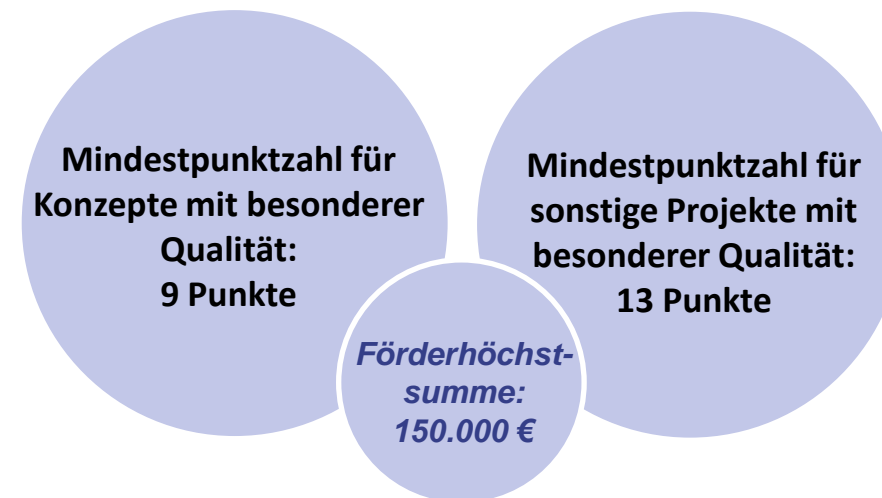 Mindestpunktzahl für
Konzepte mit besonderer
Qualität:
9 Punkte
Mindestpunktzahl für
sonstige Projekte mit
besonderer Qualität:
13 Punkte
Förderhöchst-
summe:
150.000 €